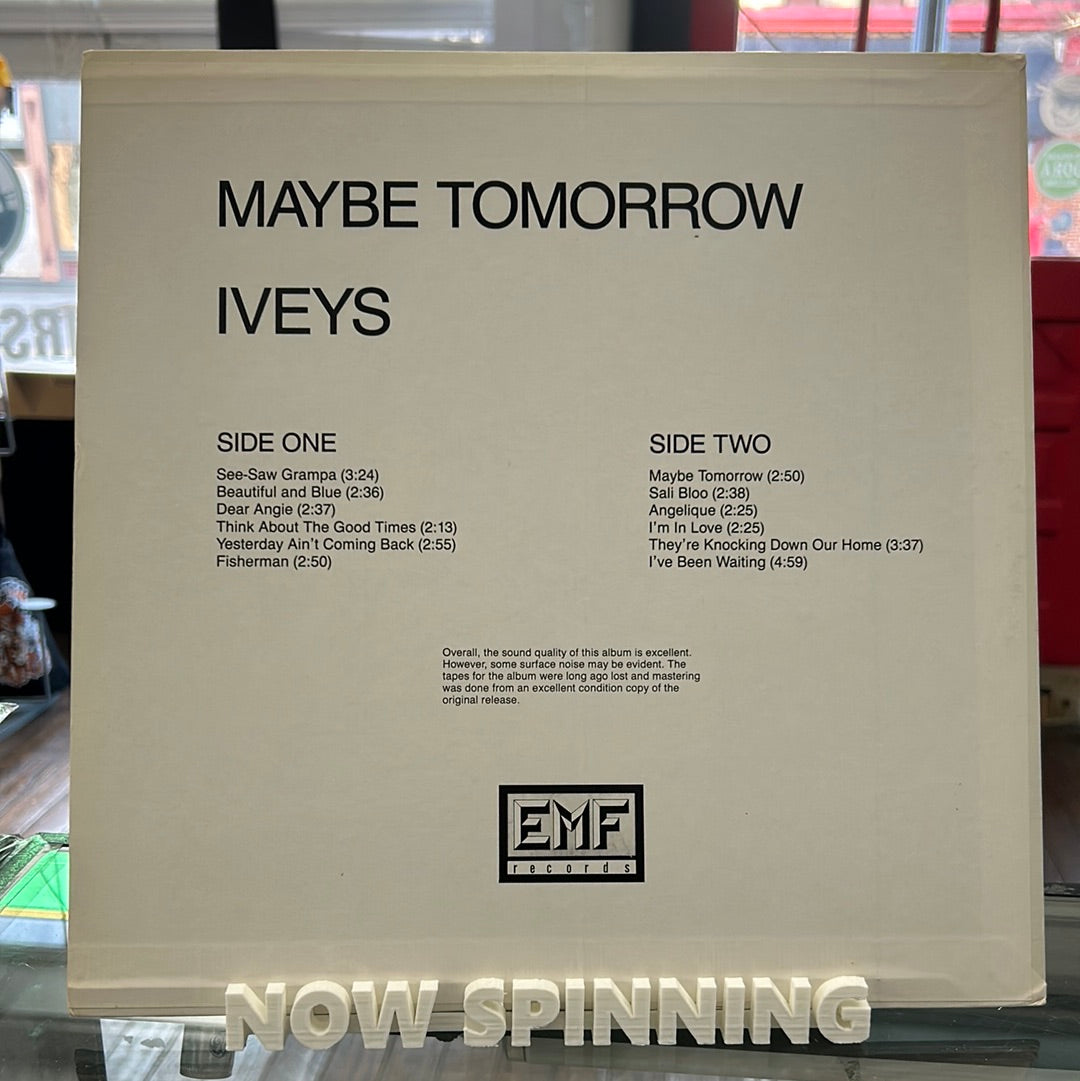 MAYBE TOMORROW
IVEYS
SIDE ONE
See-Saw Grampa (3:24)
Beautiful and Blue (2:36)
Dear Angie (2:37)
Think About The Good Times (2:13)
Yesterday Ain't Coming Back (2:55)
Fisherman (2:50)
SIDE TWO
Maybe Tomorrow (2:50)
Sali Bloo (2:38)
Angelique (2:25)
I'm In Love (2:25)
They're Knocking Down Our Home (3:37)
I've Been Waiting (4:59)
Overall, the sound quality of this album is excellent.
However, some surface noise may be evident. The
tapes for the album were long ago lost and mastering
was done from an excellent condition copy of the
original release.
EMF
records
NOW SPINNING